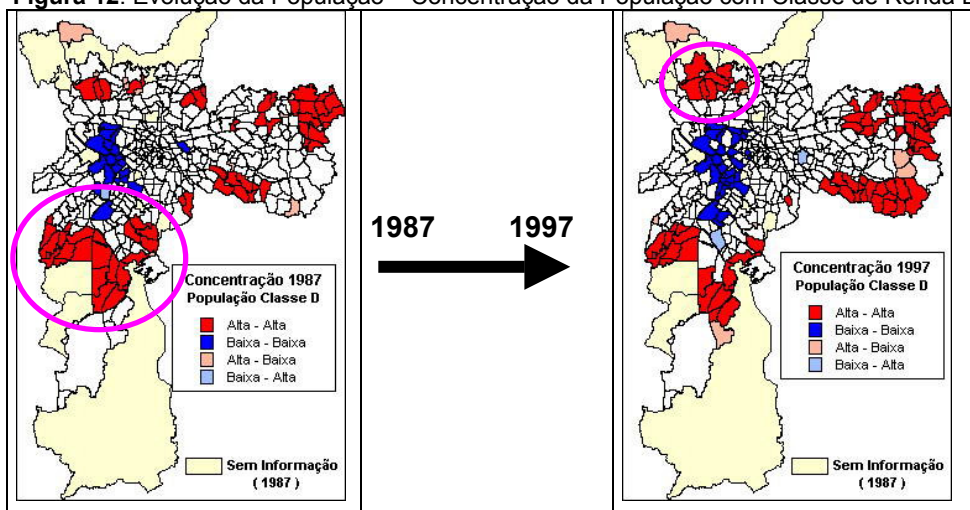 Figura 12. Evolução da População – Concentração da População com Classe de Renda D
1987 1997
Concentração 1987
População Classe D
Alta - Alta
Baixa - Baixa
Alta - Baixa
Baixa - Alta
Sem Informação
( 1987 )
Concentração 1997
População Classe D
Alta - Alta
Baixa - Baixa
Alta - Baixa
Baixa - Alta
Sem Informação
( 1987 )